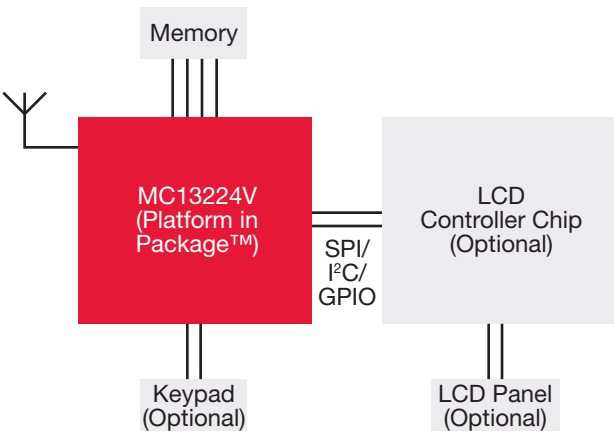 Memory
MC13224V
(Platform in
Package™)
SPI/
I²C/
GPIO
LCD
Controller Chip
(Optional)
Keypad
(Optional)
LCD Panel
(Optional)